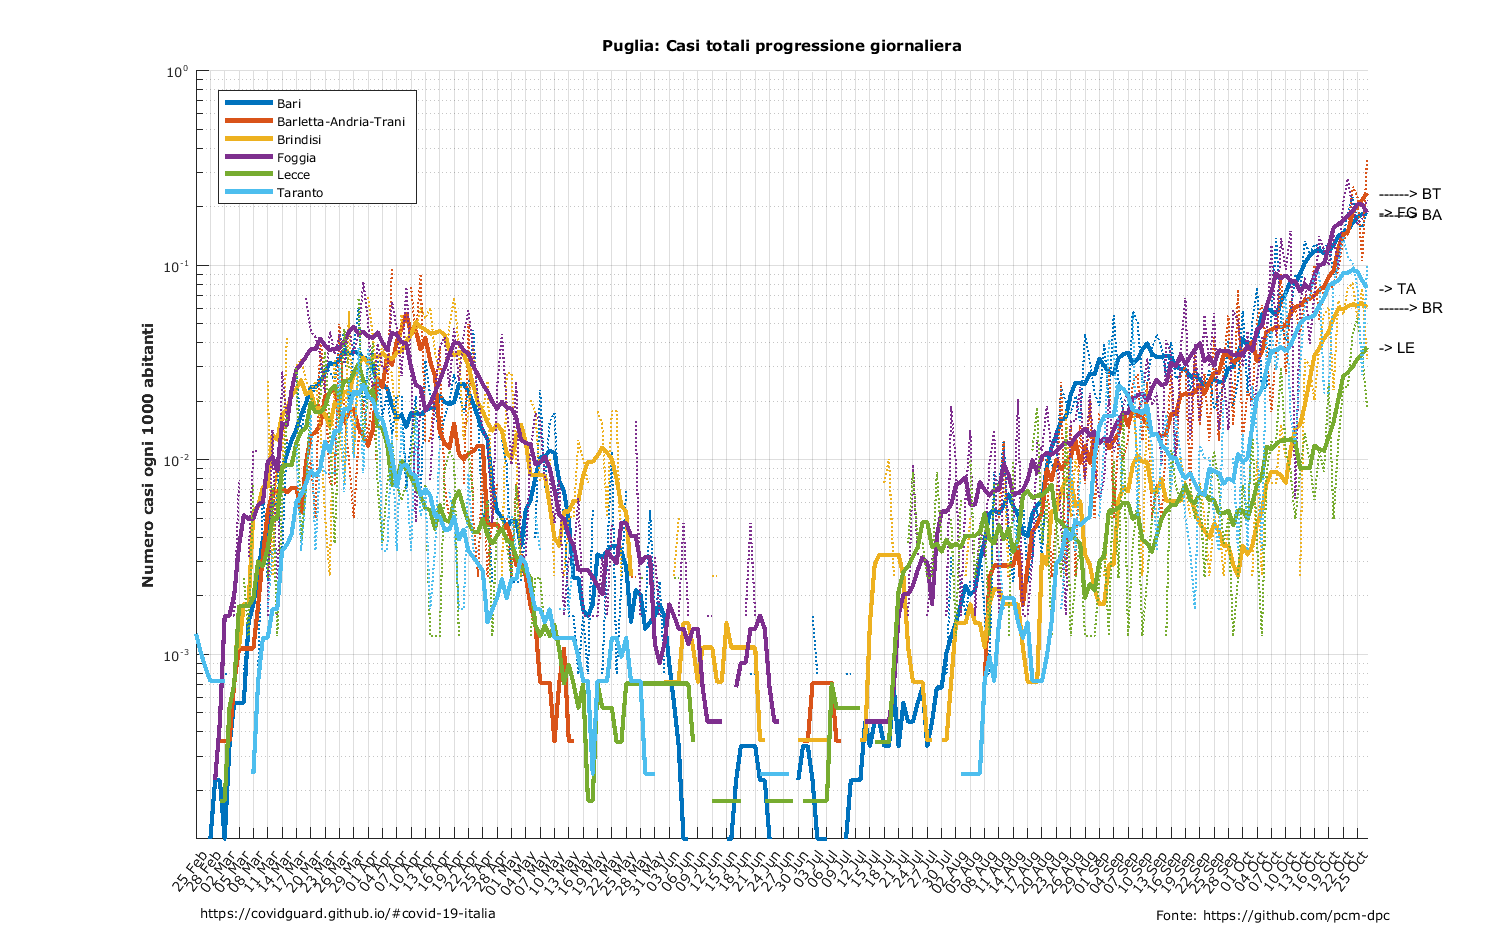 Puglia: Casi totali progressione giornaliera
Numero casi ogni 1000 abitanti
10^0
10^-1
10^-2
10^-3
Bari
Barletta-Andria-Trani
Brindisi
Foggia
Lecce
Taranto
------> BT
-> FG
------> BA
-> TA
------> BR
-> LE
25 Feb
28 Feb
02 Mar
05 Mar
08 Mar
11 Mar
14 Mar
17 Mar
20 Mar
23 Mar
26 Mar
29 Mar
01 Apr
04 Apr
07 Apr
10 Apr
13 Apr
16 Apr
19 Apr
22 Apr
25 Apr
28 Apr
01 May
04 May
07 May
10 May
13 May
16 May
19 May
22 May
25 May
28 May
31 May
03 Jun
06 Jun
09 Jun
12 Jun
15 Jun
18 Jun
21 Jun
24 Jun
27 Jun
30 Jun
03 Jul
06 Jul
09 Jul
12 Jul
15 Jul
18 Jul
21 Jul
24 Jul
27 Jul
30 Jul
02 Aug
05 Aug
08 Aug
11 Aug
14 Aug
17 Aug
20 Aug
23 Aug
26 Aug
29 Aug
01 Sep
04 Sep
07 Sep
10 Sep
13 Sep
16 Sep
19 Sep
22 Sep
25 Sep
28 Sep
01 Oct
04 Oct
07 Oct
10 Oct
13 Oct
16 Oct
19 Oct
22 Oct
25 Oct
https://covidguard.github.io/#covid-19-italia
Fonte: https://github.com/pcm-dpc